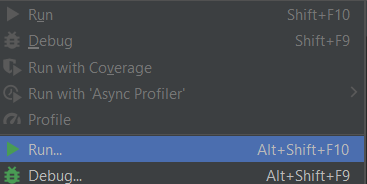 Run Shift+F10
Debug Shift+F9
Run with Coverage
Run with 'Async Profiler'
Profile
Run... Alt+Shift+F10
Debug... Alt+Shift+F9